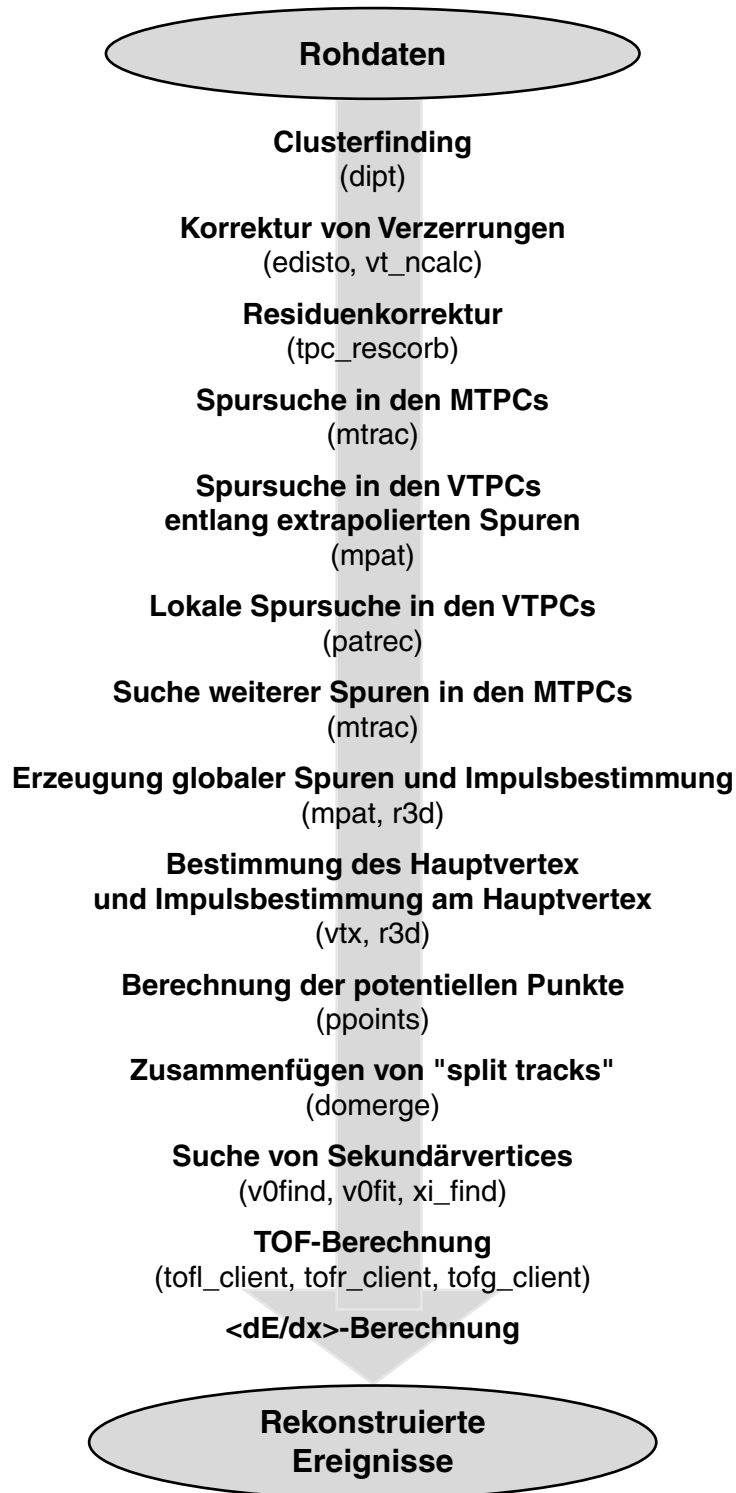 Rohdaten
Clusterfinding
(dipt)
Korrektur von Verzerrungen
(edisto, vt_ncalc)
Residuenkorrektur
(tpc_rescorb)
Spursuche in den MTPCs
(mtrac)
Spursuche in den VTPCs
entlang extrapolierten Spuren
(mpat)
Lokale Spursuche in den VTPCs
(patrec)
Suche weiterer Spuren in den MTPCs
(mtrac)
Erzeugung globaler Spuren und Impulsbestimmung
(mpat, r3d)
Bestimmung des Hauptvertex
und Impulsbestimmung am Hauptvertex
(vtx, r3d)
Berechnung der potentiellen Punkte
(ppoints)
Zusammenfügen von "split tracks"
(domerge)
Suche von Sekundärvertices
(v0find, v0fit, xi_find)
TOF-Berechnung
(tofl_client, tofr_client, tofg_client)
<dE/dx>-Berechnung
Rekonstruierte
Ereignisse